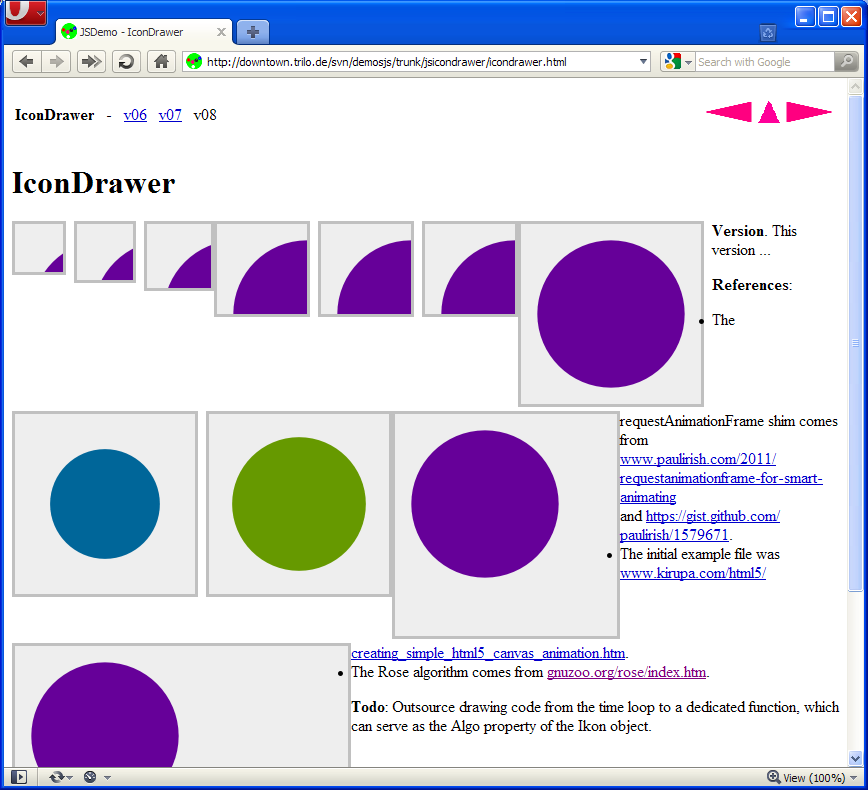 JSDemo - IconDrawer
http://downtown.trilo.de/svn/demosjs/trunk/jsicondrawer/icondrawer.html
Search with Google
IconDrawer - v06 v07 v08
IconDrawer
Version. This
version ...
References:
• The
requestAnimationFrame shim comes
from
www.paulirish.com/2011/
requestanimationframe-for-smart-
animating
and https://gist.github.com/
paulirish/1579671.
• The initial example file was
www.kirupa.com/html5/
creating_simple_html5_canvas_animation.htm.
• The Rose algorithm comes from gnuzoo.org/rose/index.htm.
Todo: Outsource drawing code from the time loop to a dedicated function, which
can serve as the Algo property of the Ikon object.
View (100%)